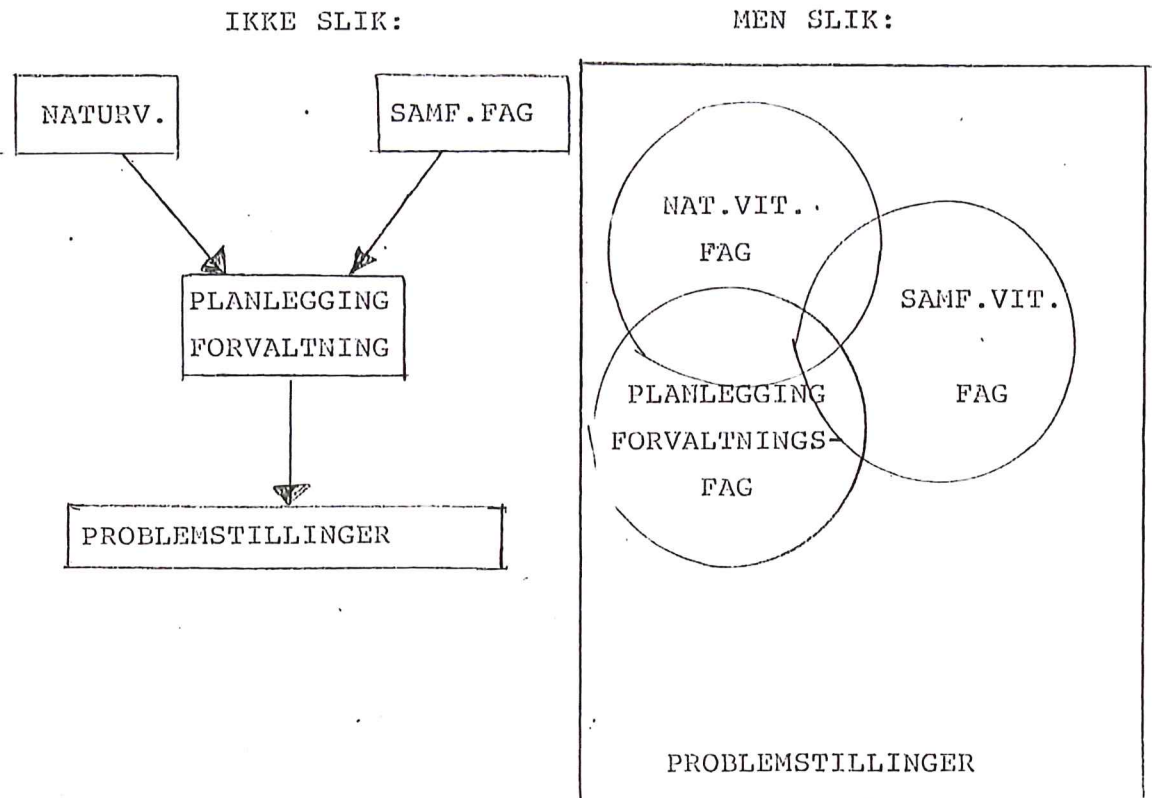 IKKE SLIK:
NATURV.
SAMF.FAG
PLANLEGGING
FORVALTNING
PROBLEMSTILLINGER
MEN SLIK:
NAT.VIT.
FAG
SAMF.VIT.
FAG
PLANLEGGING
FORVALTNINGS-
FAG
PROBLEMSTILLINGER